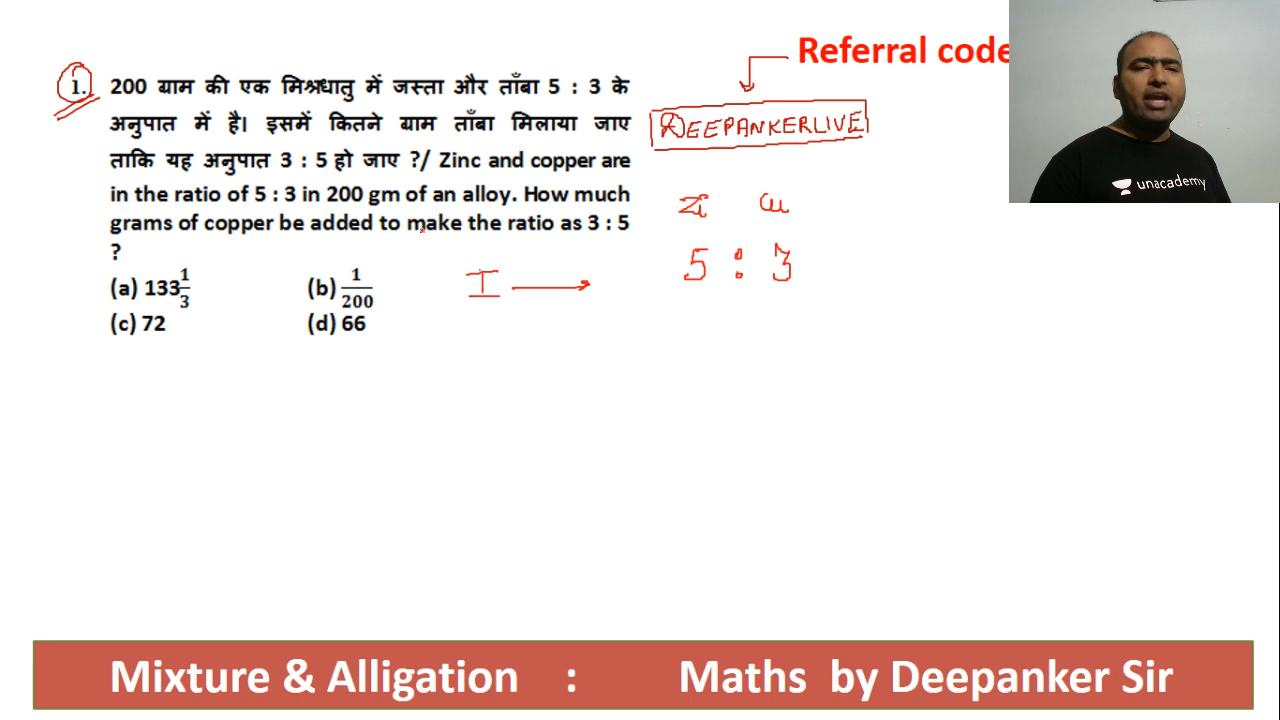 Referral code
DEEPANKERLIVE
1. 200 ग्राम की एक मिश्रधातु में जस्ता और ताँबा 5 : 3 के
अनुपात में है। इसमें कितने ग्राम ताँबा मिलाया जाए
ताकि यह अनुपात 3 : 5 हो जाए ?/ Zinc and copper are
in the ratio of 5 : 3 in 200 gm of an alloy. How much
grams of copper be added to make the ratio as 3 : 5
?
(a) 133 1/3 (b) 1/200
(c) 72 (d) 66
Zi Cu
I → 5 : 3
unacademy
Mixture & Alligation : Maths by Deepanker Sir